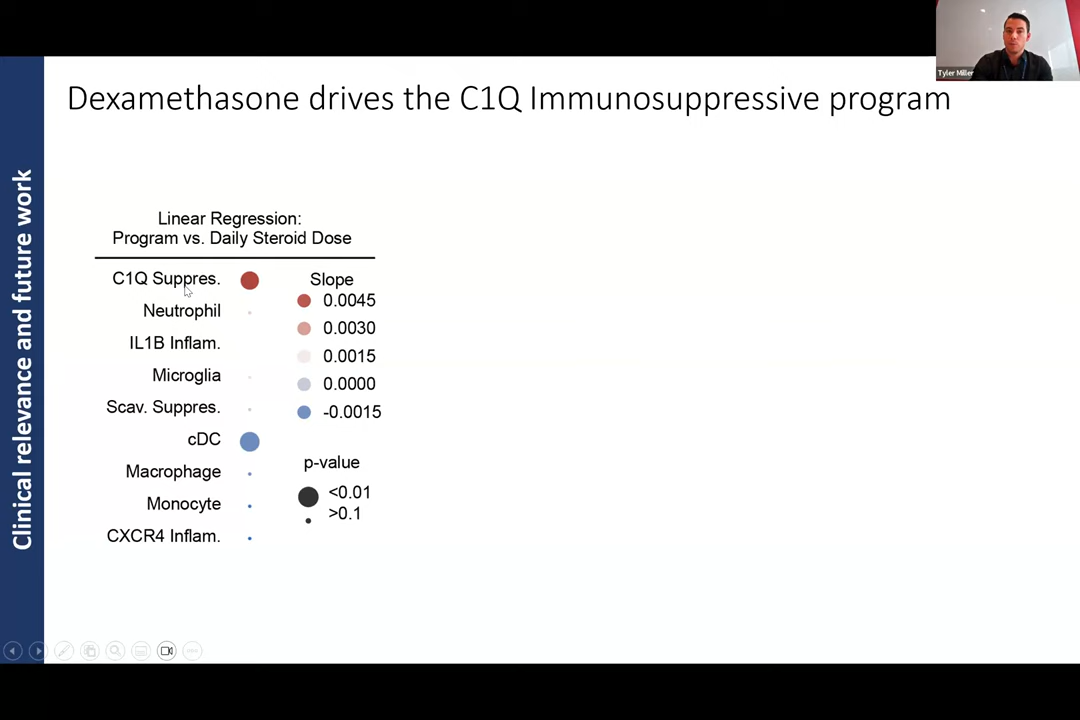 Tyler Miller
Dexamethasone drives the C1Q Immunosuppressive program
Clinical relevance and future work
Linear Regression:
Program vs. Daily Steroid Dose
C1Q Suppres.
Neutrophil
IL1B Inflam.
Microglia
Scav. Suppres.
cDC
Macrophage
Monocyte
CXCR4 Inflam.
Slope
0.0045
0.0030
0.0015
0.0000
-0.0015
p-value
<0.01
>0.1